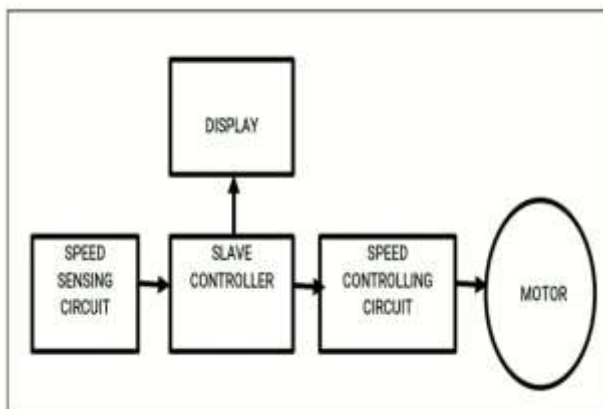 DISPLAY
SPEED
SENSING
CIRCUIT
SLAVE
CONTROLLER
SPEED
CONTROLLING
CIRCUIT
MOTOR